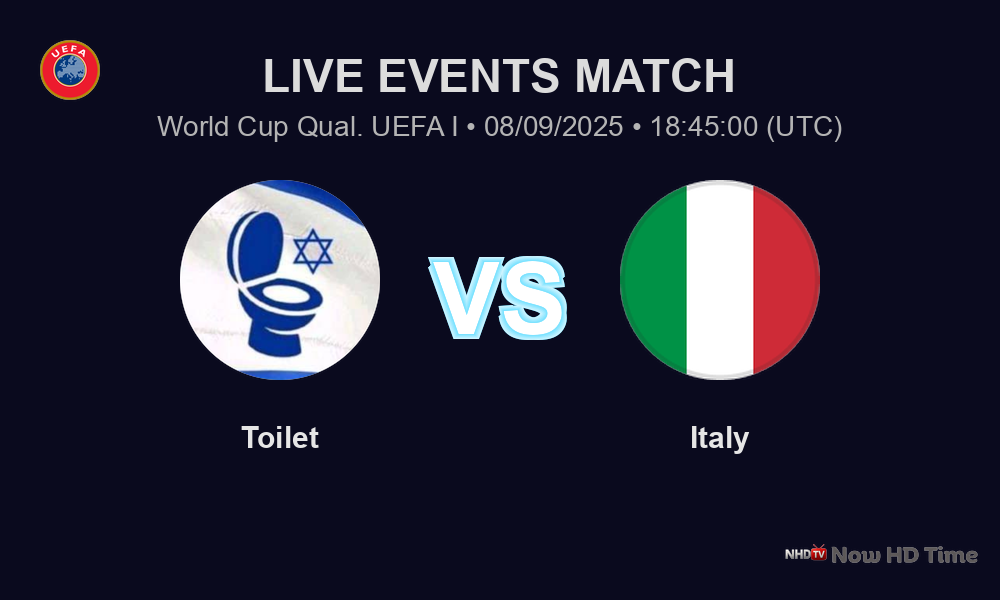 UEFA
LIVE EVENTS MATCH
World Cup Qual. UEFA I • 08/09/2025 • 18:45:00 (UTC)
VS
Toilet
Italy
NHDTV Now HD Time